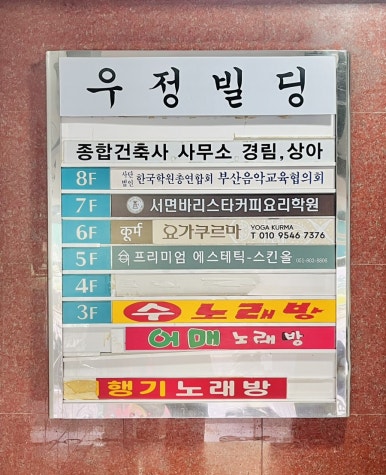 우정빌딩
종합건축사 사무소 경림,상아
8F 사단법인 한국학원총연합회 부산음악교육협의회
7F 서면바리스타커피요리학원
6F कुर्म 요가쿠르마 YOGA KURMA T 010 9546 7376
5F 프리미엄 에스테틱-스킨올
4F
3F 수 노래방
어매 노래방
행기노래방